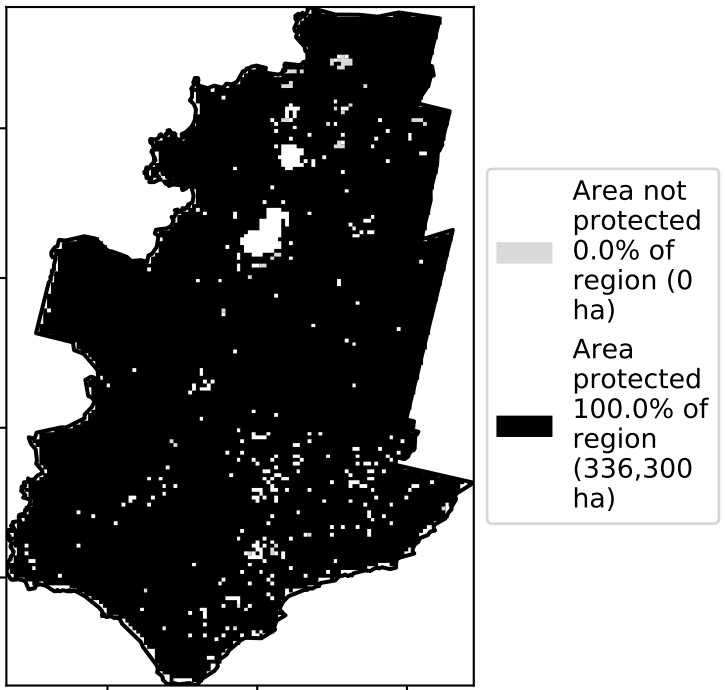 Area not
protected
0.0% of
region (0
ha)
Area
protected
100.0% of
region
(336,300
ha)